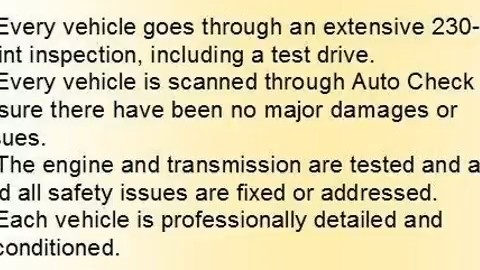 Every vehicle goes through an extensive 230-
int inspection, including a test drive.
Every vehicle is scanned through Auto Check
sure there have been no major damages or
ues.
The engine and transmission are tested and a
d all safety issues are fixed or addressed.
Each vehicle is professionally detailed and
conditioned.